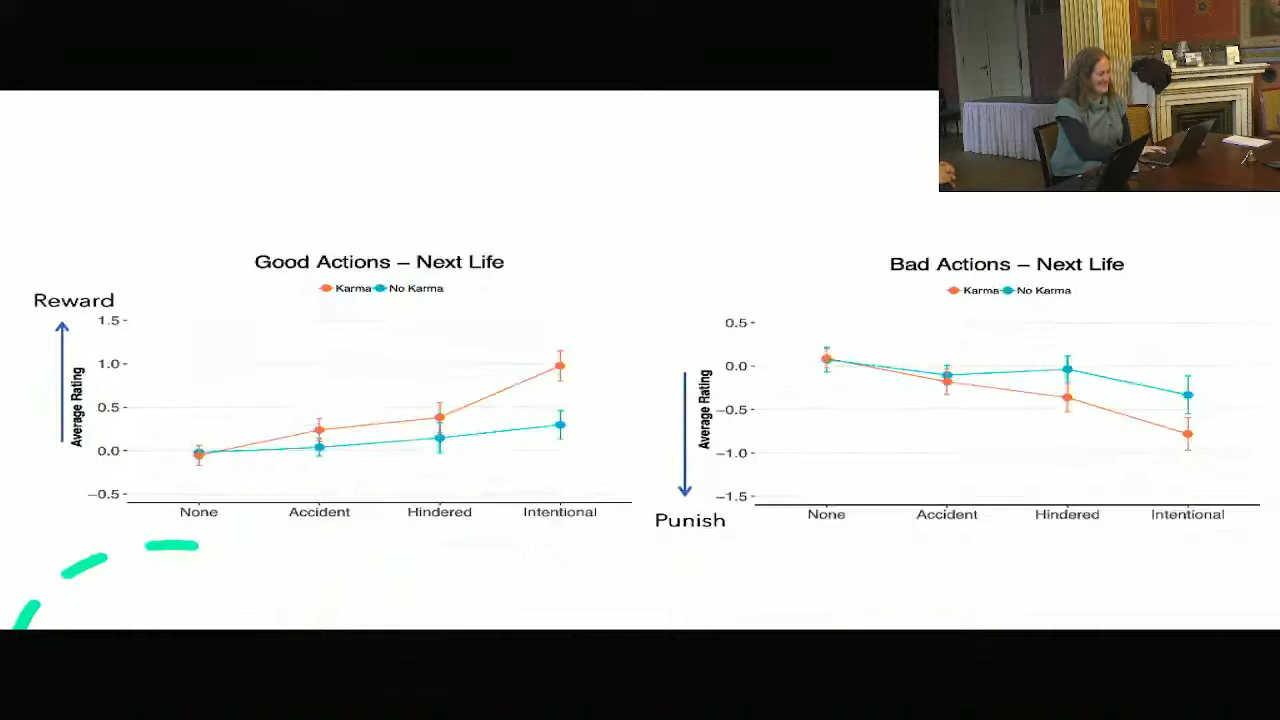 Good Actions – Next Life
Karma No Karma
Reward
Average Rating
1.5
1.0
0.5
0.0
−0.5
None Accident Hindered Intentional
Bad Actions – Next Life
Karma No Karma
Average Rating
0.5
0.0
−0.5
−1.0
−1.5
Punish
None Accident Hindered Intentional